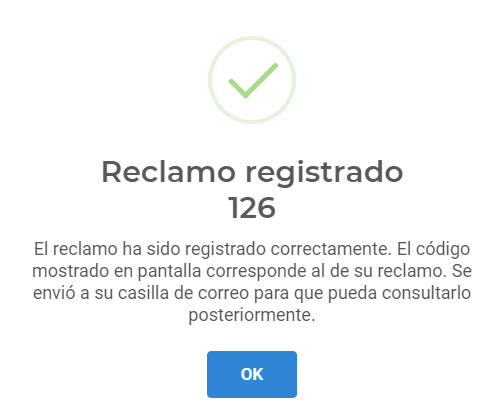 Reclamo registrado
126
El reclamo ha sido registrado correctamente. El código
mostrado en pantalla corresponde al de su reclamo. Se
envió a su casilla de correo para que pueda consultarlo
posteriormente.
OK